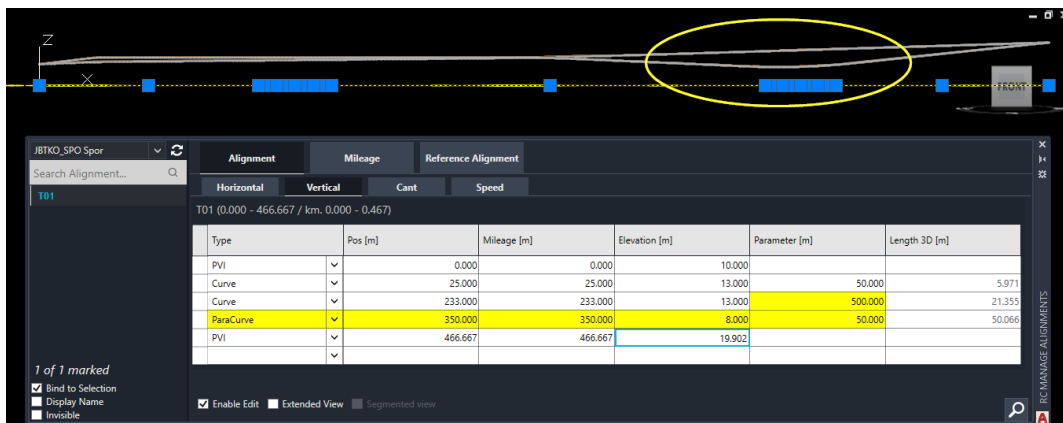 Z
X
FRONT
JBTKO_SPO Spor
Search Alignment...
T01
Alignment Mileage Reference Alignment
Horizontal Vertical Cant Speed
T01 (0.000 - 466.667 / km. 0.000 - 0.467)
Type Pos [m] Mileage [m] Elevation [m] Parameter [m] Length 3D [m]
PVI 0.000 0.000 10.000
Curve 25.000 25.000 13.000 50.000 5.971
Curve 233.000 233.000 13.000 500.000 21.355
ParaCurve 350.000 350.000 8.000 50.000 50.066
PVI 466.667 466.667 19.902
1 of 1 marked
Bind to Selection
Display Name
Invisible
Enable Edit Extended View Segmented view
RC MANAGE ALIGNMENTS
A